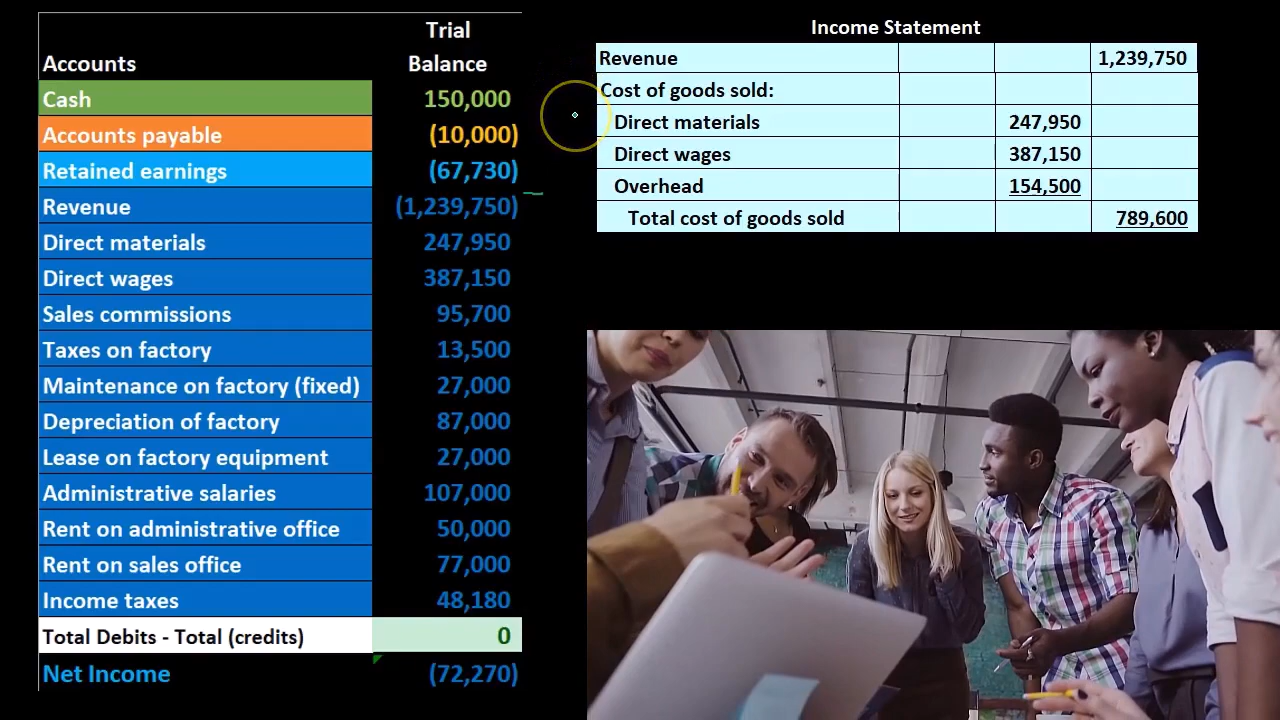 Trial
Accounts Balance
Cash 150,000
Accounts payable (10,000)
Retained earnings (67,730)
Revenue (1,239,750)
Direct materials 247,950
Direct wages 387,150
Sales commissions 95,700
Taxes on factory 13,500
Maintenance on factory (fixed) 27,000
Depreciation of factory 87,000
Lease on factory equipment 27,000
Administrative salaries 107,000
Rent on administrative office 50,000
Rent on sales office 77,000
Income taxes 48,180
Total Debits - Total (credits) 0
Net Income (72,270)
Income Statement
Revenue 1,239,750
Cost of goods sold:
Direct materials 247,950
Direct wages 387,150
Overhead 154,500
Total cost of goods sold 789,600